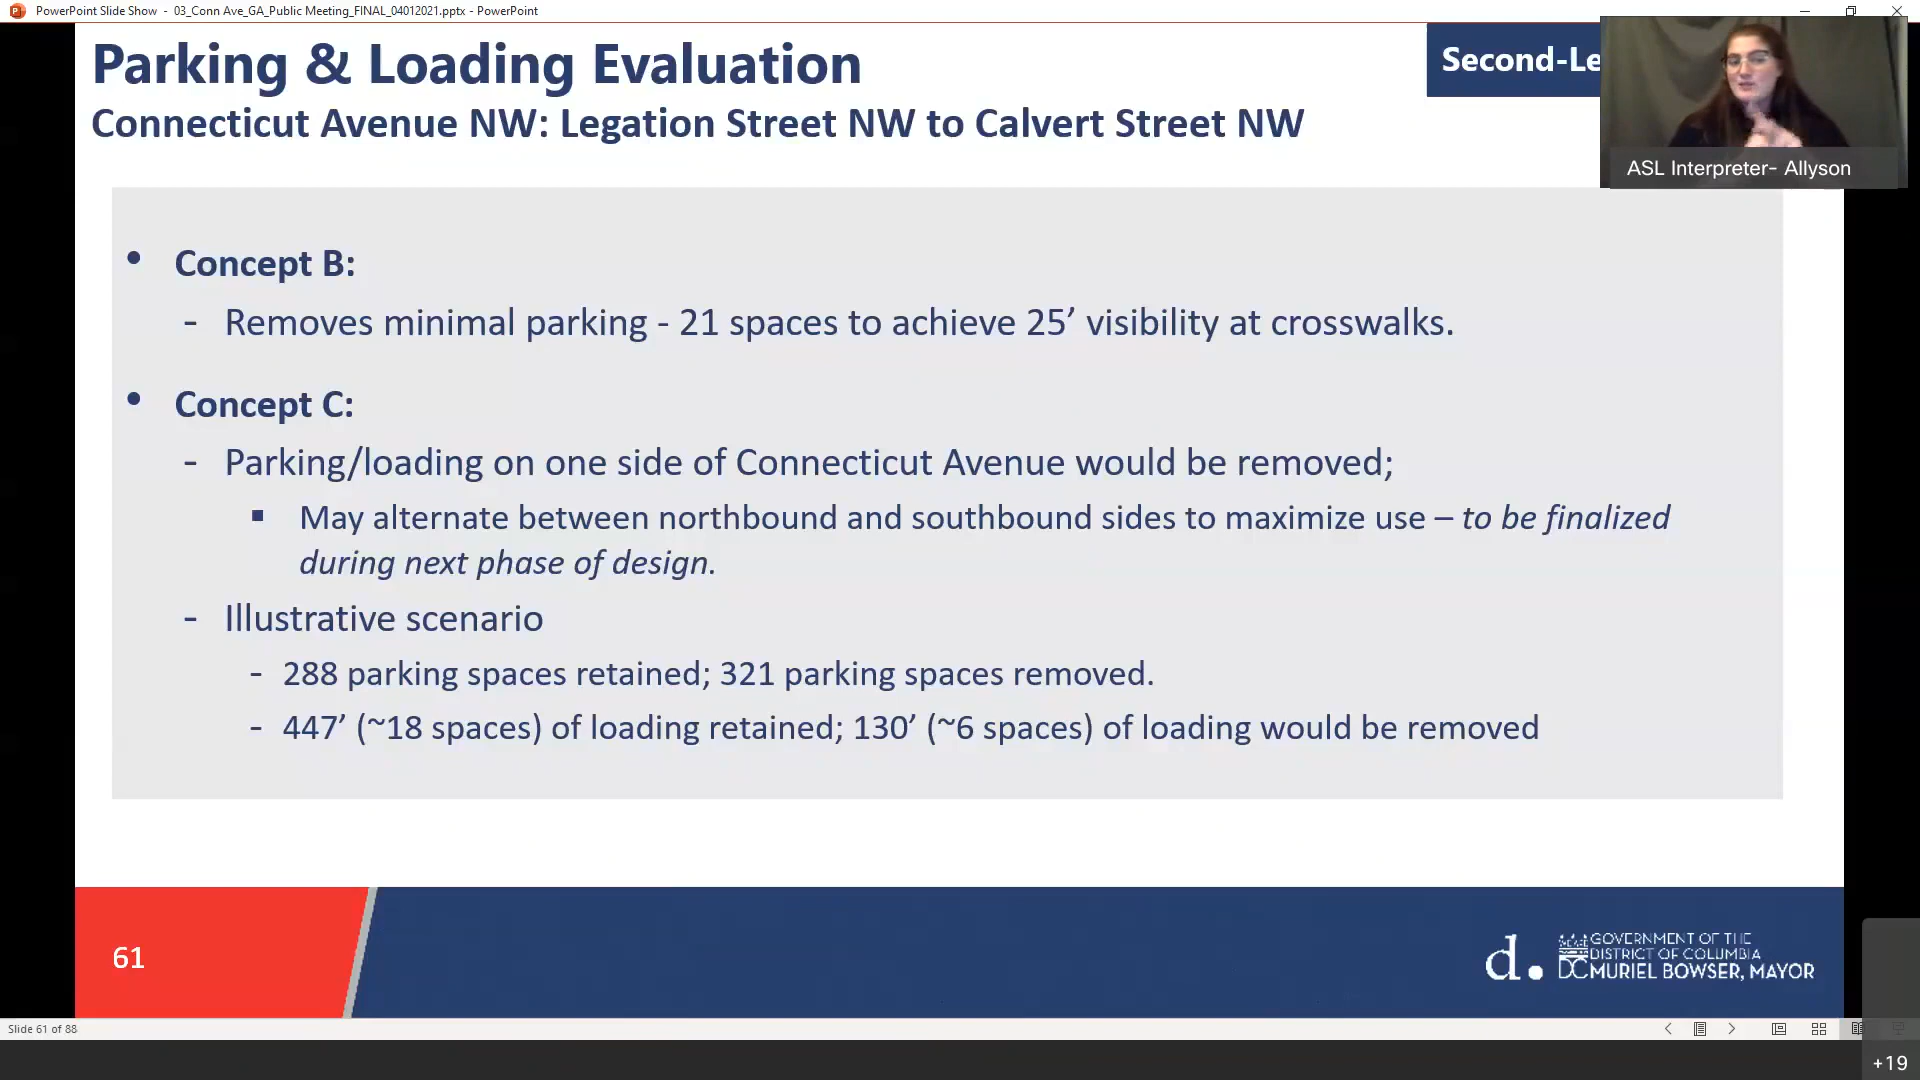 PowerPoint Slide Show - 03_Conn Ave_GA_Public Meeting_FINAL_04012021.pptx - PowerPoint
Parking & Loading Evaluation
Second-Le
Connecticut Avenue NW: Legation Street NW to Calvert Street NW
ASL Interpreter- Allyson
• Concept B:
- Removes minimal parking - 21 spaces to achieve 25’ visibility at crosswalks.
• Concept C:
- Parking/loading on one side of Connecticut Avenue would be removed;
▪ May alternate between northbound and southbound sides to maximize use – to be finalized
during next phase of design.
- Illustrative scenario
- 288 parking spaces retained; 321 parking spaces removed.
- 447’ (~18 spaces) of loading retained; 130’ (~6 spaces) of loading would be removed
61
d.
GOVERNMENT OF THE
DISTRICT OF COLUMBIA
DC MURIEL BOWSER, MAYOR
Slide 61 of 88
+19